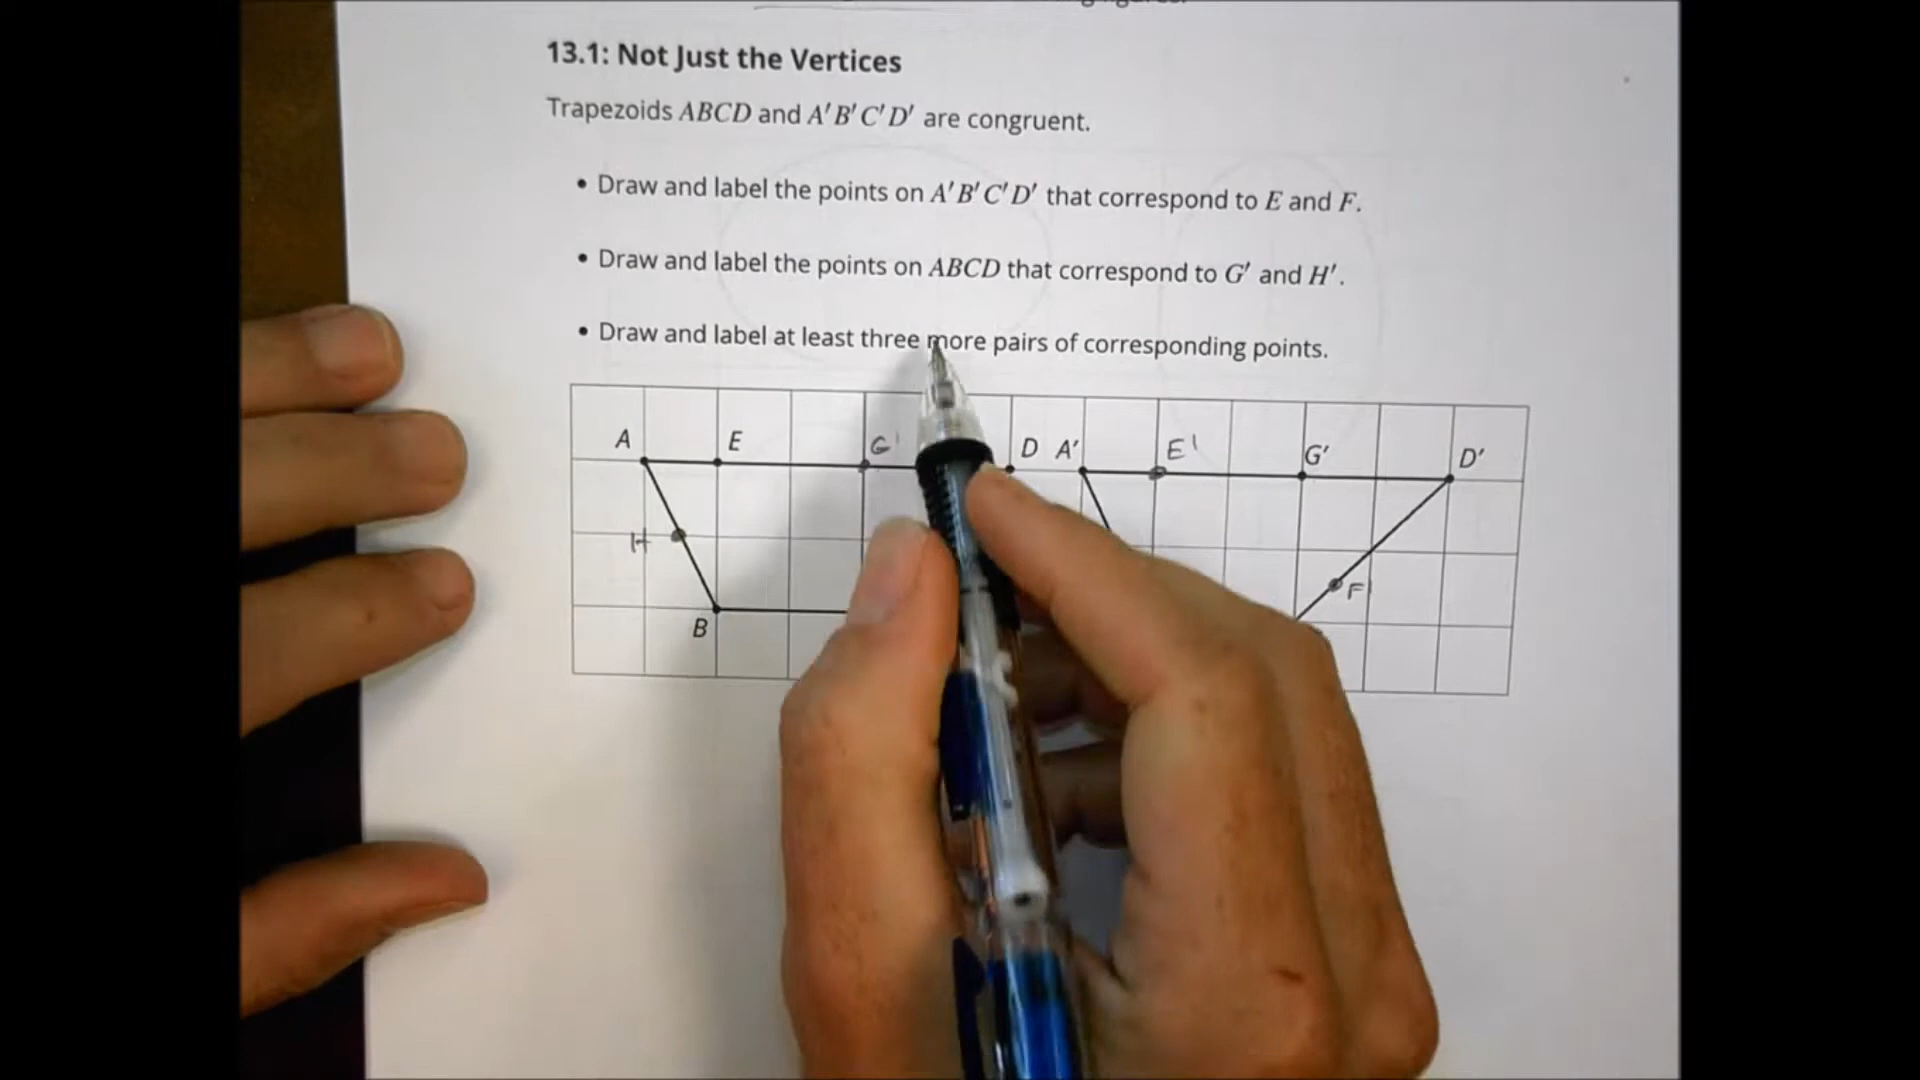 13.1: Not Just the Vertices
Trapezoids ABCD and A'B'C'D' are congruent.
• Draw and label the points on A'B'C'D' that correspond to E and F.
• Draw and label the points on ABCD that correspond to G' and H'.
• Draw and label at least three more pairs of corresponding points.
A E G' D A' E' G' D'
H F'
B